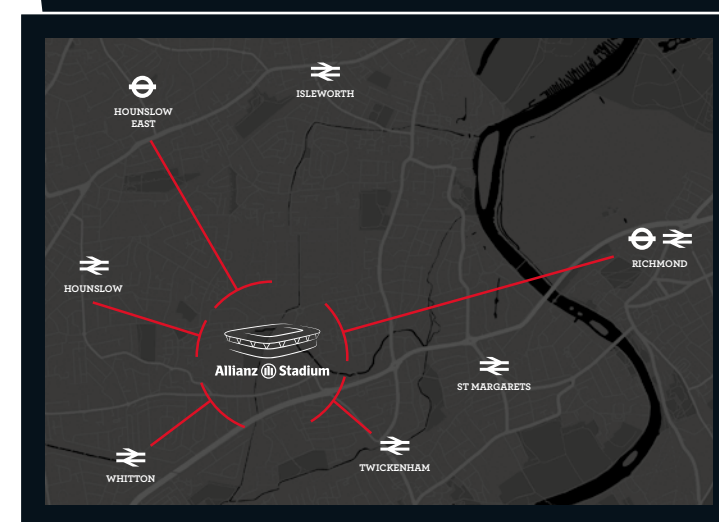 ISLEWORTH
HOUNSLOW
EAST
RICHMOND
HOUNSLOW
Allianz Stadium
ST MARGARETS
TWICKENHAM
WHITTON